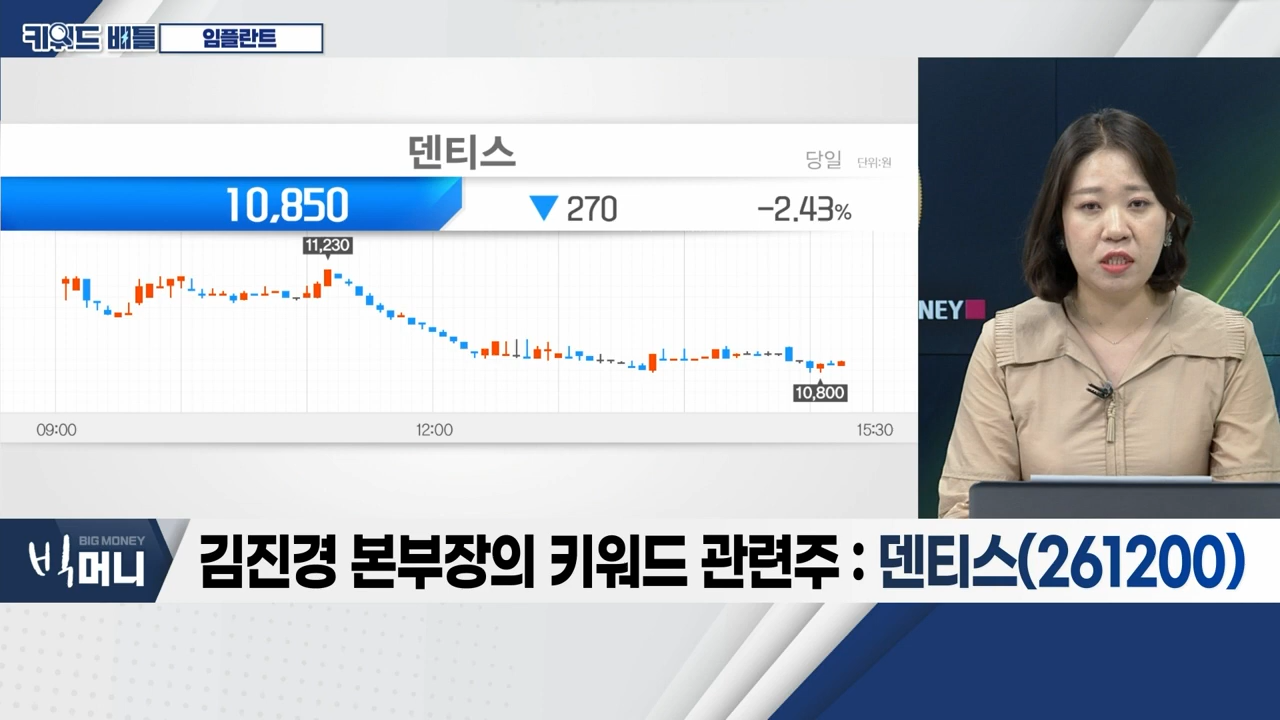 키워드 배틀 임플란트
덴티스
당일 단위:원
10,850 ▼ 270 -2.43%
11,230
10,800
09:00 12:00 15:30
NEY
BIG MONEY
빅머니
김진경 본부장의 키워드 관련주 : 덴티스(261200)